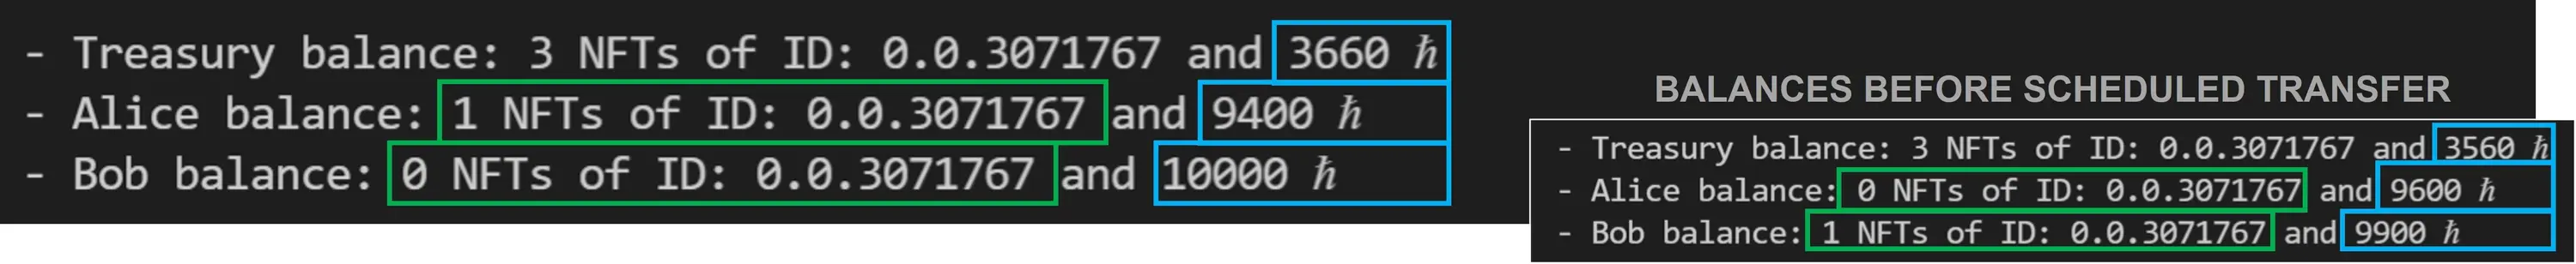 - Treasury balance: 3 NFTs of ID: 0.0.3071767 and 3660 ℏ
- Alice balance: 1 NFTs of ID: 0.0.3071767 and 9400 ℏ
- Bob balance: 0 NFTs of ID: 0.0.3071767 and 10000 ℏ
BALANCES BEFORE SCHEDULED TRANSFER
- Treasury balance: 3 NFTs of ID: 0.0.3071767 and 3560 ℏ
- Alice balance: 0 NFTs of ID: 0.0.3071767 and 9600 ℏ
- Bob balance: 1 NFTs of ID: 0.0.3071767 and 9900 ℏ